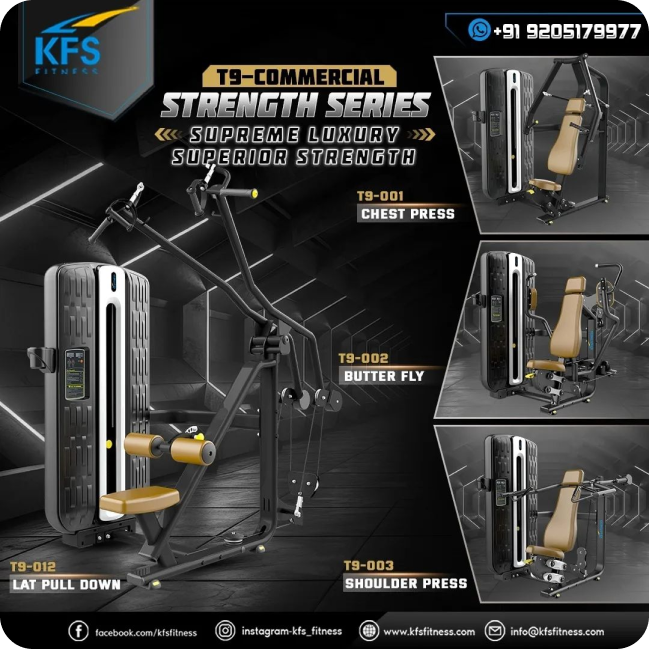 KFS
FITNESS
+91 9205179977
T9-COMMERCIAL
STRENGTH SERIES
SUPREME LUXURY
SUPERIOR STRENGTH
T9-001
CHEST PRESS
T9-002
BUTTER FLY
T9-012
LAT PULL DOWN
T9-003
SHOULDER PRESS
facebook.com/kfsfitness
instagram-kfs_fitness
www.kfsfitness.com
info@kfsfitness.com